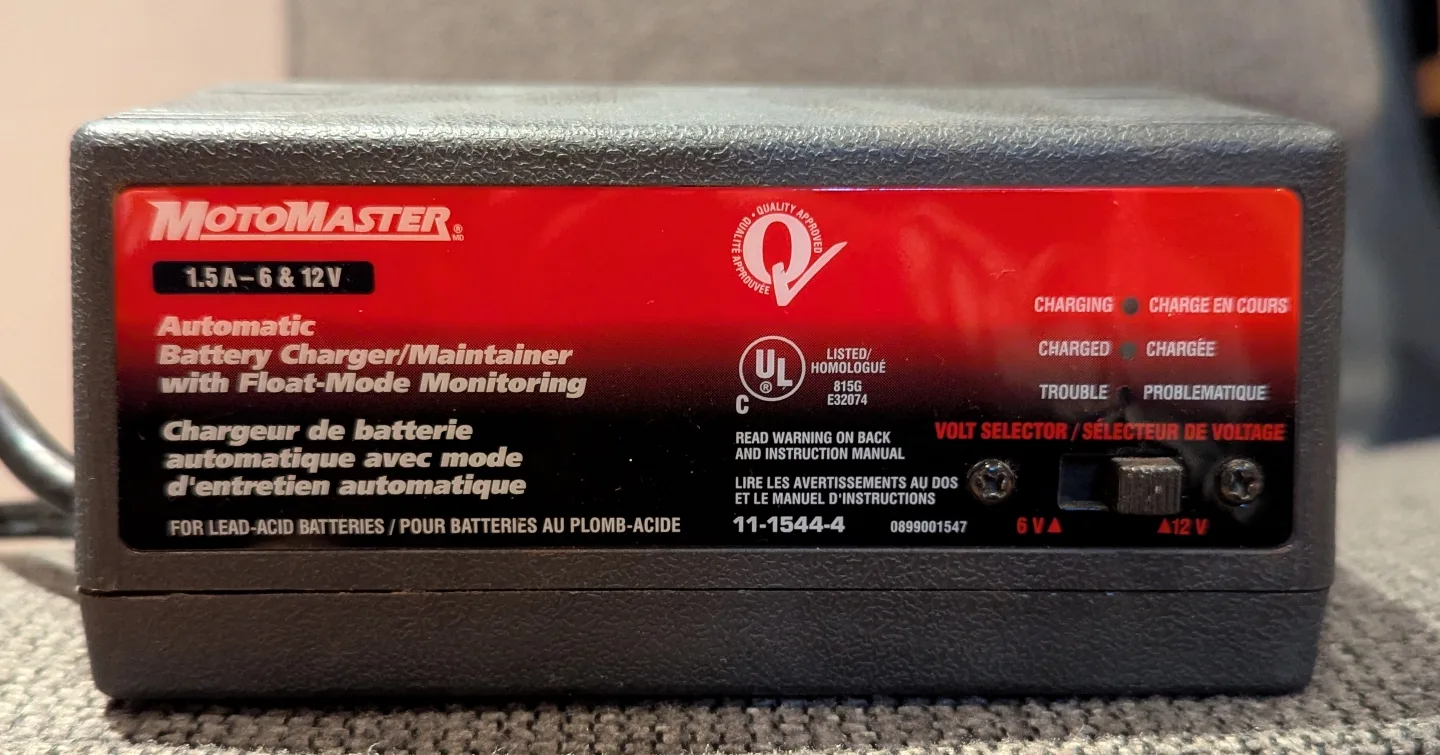 MOTOMASTER®
MD
1.5 A – 6 & 12 V
Automatic
Battery Charger/Maintainer
with Float-Mode Monitoring
Chargeur de batterie
automatique avec mode
d'entretien automatique
FOR LEAD-ACID BATTERIES / POUR BATTERIES AU PLOMB-ACIDE
• QUALITY APPROVED
QUALITÉ APPROUVÉE
Q
C UL ®
LISTED/
HOMOLOGUÉ
815G
E32074
READ WARNING ON BACK
AND INSTRUCTION MANUAL
LIRE LES AVERTISSEMENTS AU DOS
ET LE MANUEL D'INSTRUCTIONS
11-1544-4 0899001547
CHARGING CHARGE EN COURS
CHARGED CHARGÉE
TROUBLE PROBLEMATIQUE
VOLT SELECTOR / SÉLECTEUR DE VOLTAGE
6 V ▲ ▲ 12 V